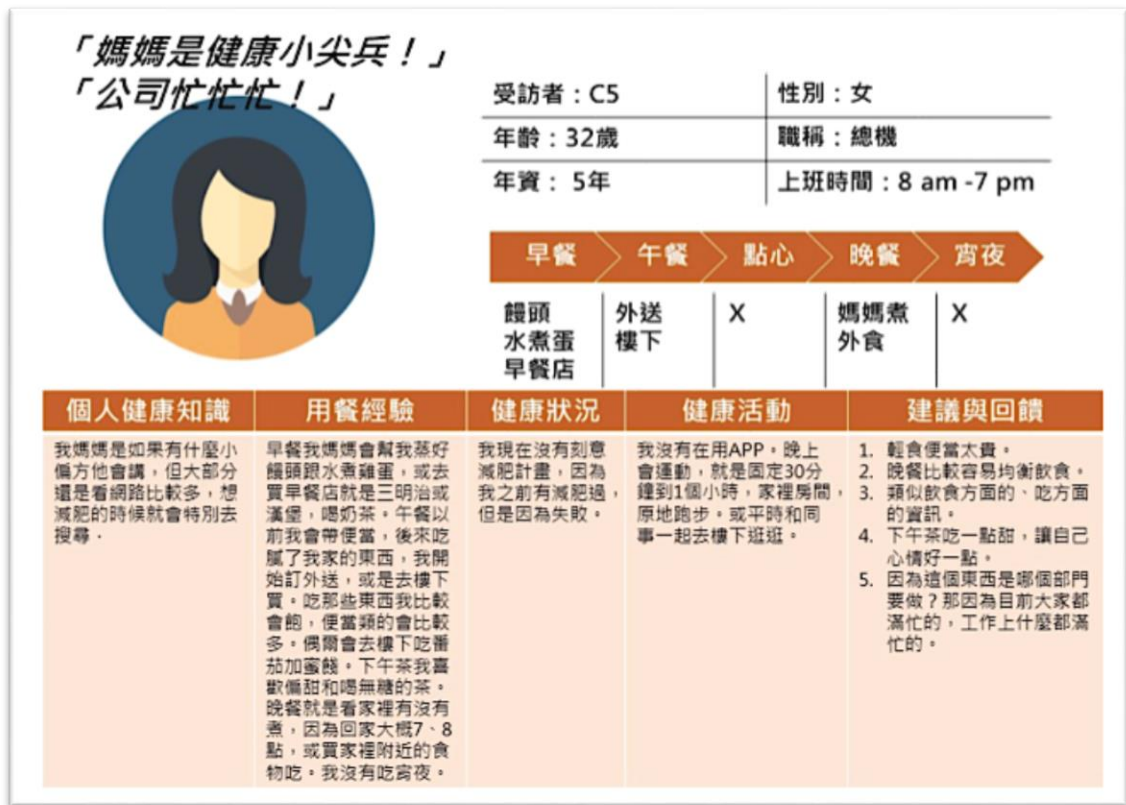 「媽媽是健康小尖兵！」
「公司忙忙忙！」
受訪者：C5
性別：女
年齡：32歲
職稱：總機
年資： 5年
上班時間：8 am -7 pm
早餐
午餐
點心
晚餐
宵夜
饅頭
水煮蛋
早餐店
外送
樓下
X
媽媽煮
外食
X
個人健康知識
我媽媽是如果有什麼小
偏方他會講，但大部分
還是看網路比較多，想
減肥的時候就會特別去
搜尋。
用餐經驗
早餐我媽媽會幫我蒸好
饅頭跟水煮雞蛋，或去
買早餐店就是三明治或
漢堡，喝奶茶。午餐以
前我會帶便當，後來吃
膩了我家的東西，我開
始訂外送，或是去樓下
買。吃那些東西我比較
會飽，便當類的會比較
多。偶爾會去樓下吃番
茄加蜜餞。下午茶我喜
歡偏甜和喝無糖的茶。
晚餐就是看家裡有沒有
煮，因為回家大概7、8
點，或買家裡附近的食
物吃。我沒有吃宵夜。
健康狀況
我現在沒有刻意
減肥計畫，因為
我之前有減肥過，
但是因為失敗。
健康活動
我沒有在用APP。晚上
會運動，就是固定30分
鐘到1個小時，家裡房間，
原地跑步。或平時和同
事一起去樓下逛逛。
建議與回饋
1. 輕食便當太貴。
2. 晚餐比較容易均衡飲食。
3. 類似飲食方面的、吃方面
的資訊。
4. 下午茶吃一點甜，讓自己
心情好一點。
5. 因為這個東西是哪個部門
要做？那因為目前大家都
滿忙的，工作上什麼都滿
忙的。